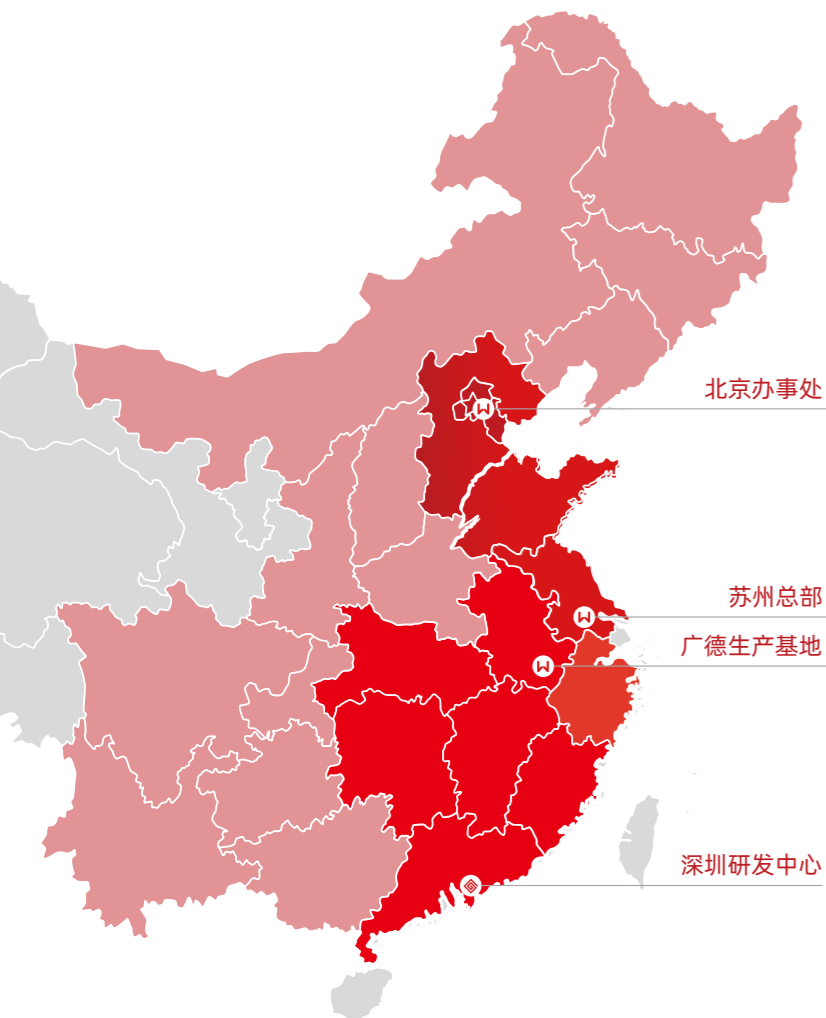 北京办事处
苏州总部
广德生产基地
深圳研发中心